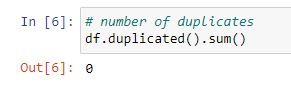 In [6]: # number of duplicates
df.duplicated().sum()
Out[6]: 0